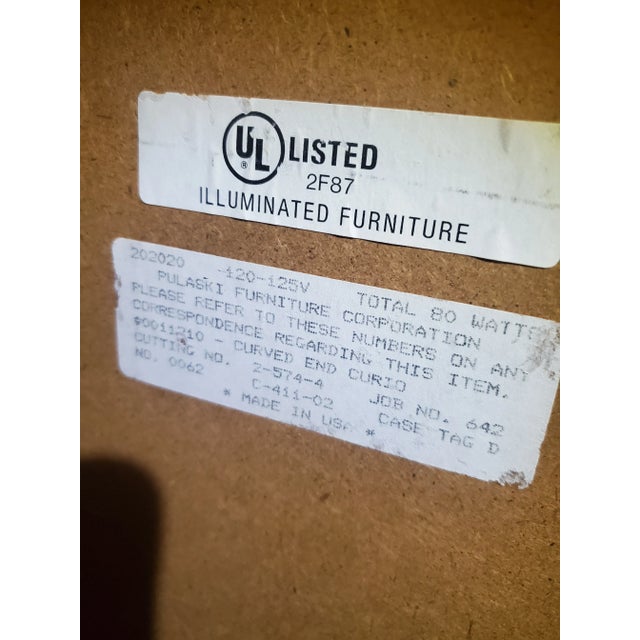 UL® LISTED
2F87
ILLUMINATED FURNITURE
202020 -120-125V TOTAL 80 WATTS
PULASKI FURNITURE CORPORATION
PLEASE REFER TO THESE NUMBERS ON ANY
CORRESPONDENCE REGARDING THIS ITEM.
#0011210 - CURVED END CURIO
CUTTING NO. 2-574-4 JOB NO. 642
NO. 0062 C-411-02 CASE TAG D
* MADE IN USA *